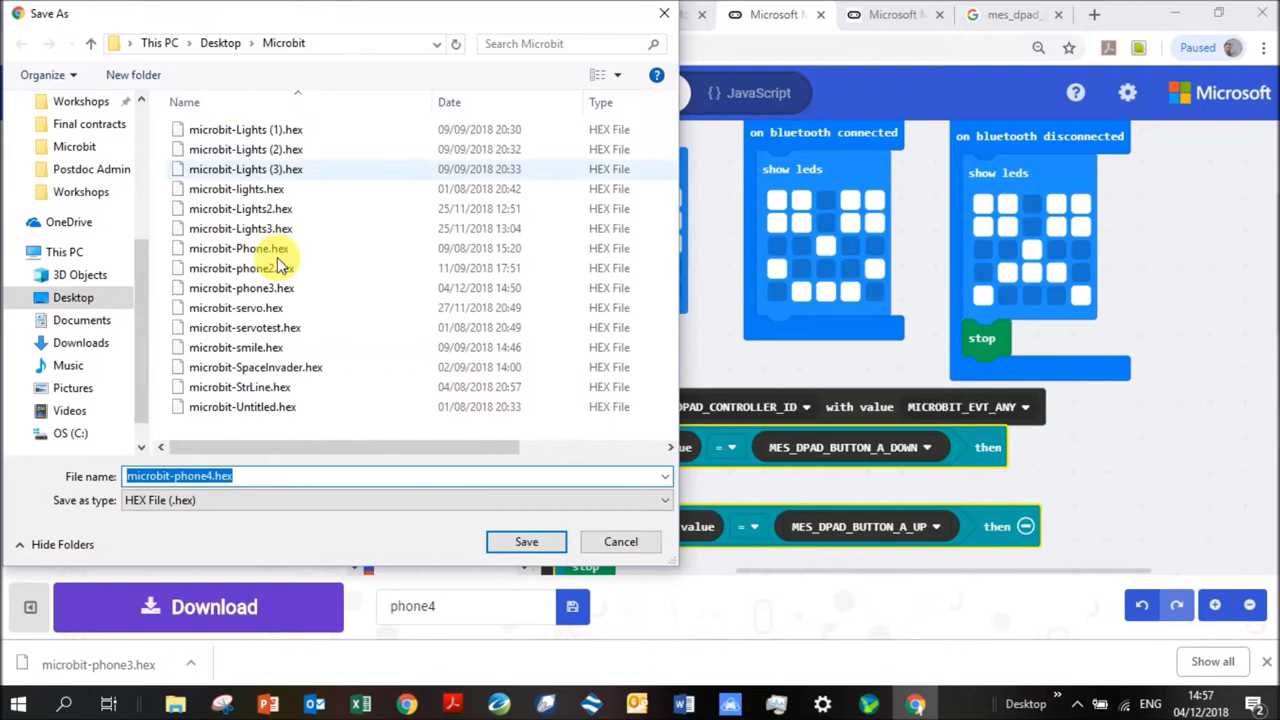 Save As
Microsoft M
Microsoft M
mes_dpad_
This PC
Desktop
Microbit
Search Microbit
Paused
Organize
New folder
{ } JavaScript
Microsoft
Workshops
Final contracts
Microbit
Postdoc Admin
Workshops
OneDrive
This PC
3D Objects
Desktop
Documents
Downloads
Music
Pictures
Videos
OS (C:)
Name Date Type
microbit-Lights (1).hex 09/09/2018 20:30 HEX File
microbit-Lights (2).hex 09/09/2018 20:32 HEX File
microbit-Lights (3).hex 09/09/2018 20:33 HEX File
microbit-lights.hex 01/08/2018 20:42 HEX File
microbit-Lights2.hex 25/11/2018 12:51 HEX File
microbit-Lights3.hex 25/11/2018 13:04 HEX File
microbit-Phone.hex 09/08/2018 15:20 HEX File
microbit-phone2.hex 11/09/2018 17:51 HEX File
microbit-phone3.hex 04/12/2018 14:50 HEX File
microbit-servo.hex 27/11/2018 20:49 HEX File
microbit-servotest.hex 01/08/2018 20:49 HEX File
microbit-smile.hex 09/09/2018 14:46 HEX File
microbit-SpaceInvader.hex 02/09/2018 14:00 HEX File
microbit-StrLine.hex 04/08/2018 20:57 HEX File
microbit-Untitled.hex 01/08/2018 20:33 HEX File
File name: microbit-phone4.hex
Save as type: HEX File (.hex)
Hide Folders
Save
Cancel
on bluetooth connected
show leds
on bluetooth disconnected
show leds
stop
DPAD_CONTROLLER_ID with value MICROBIT_EVT_ANY
= MES_DPAD_BUTTON_A_DOWN then
value = MES_DPAD_BUTTON_A_UP then
stop
Download
phone4
microbit-phone3.hex
Show all
Desktop
ENG
14:57
04/12/2018
2